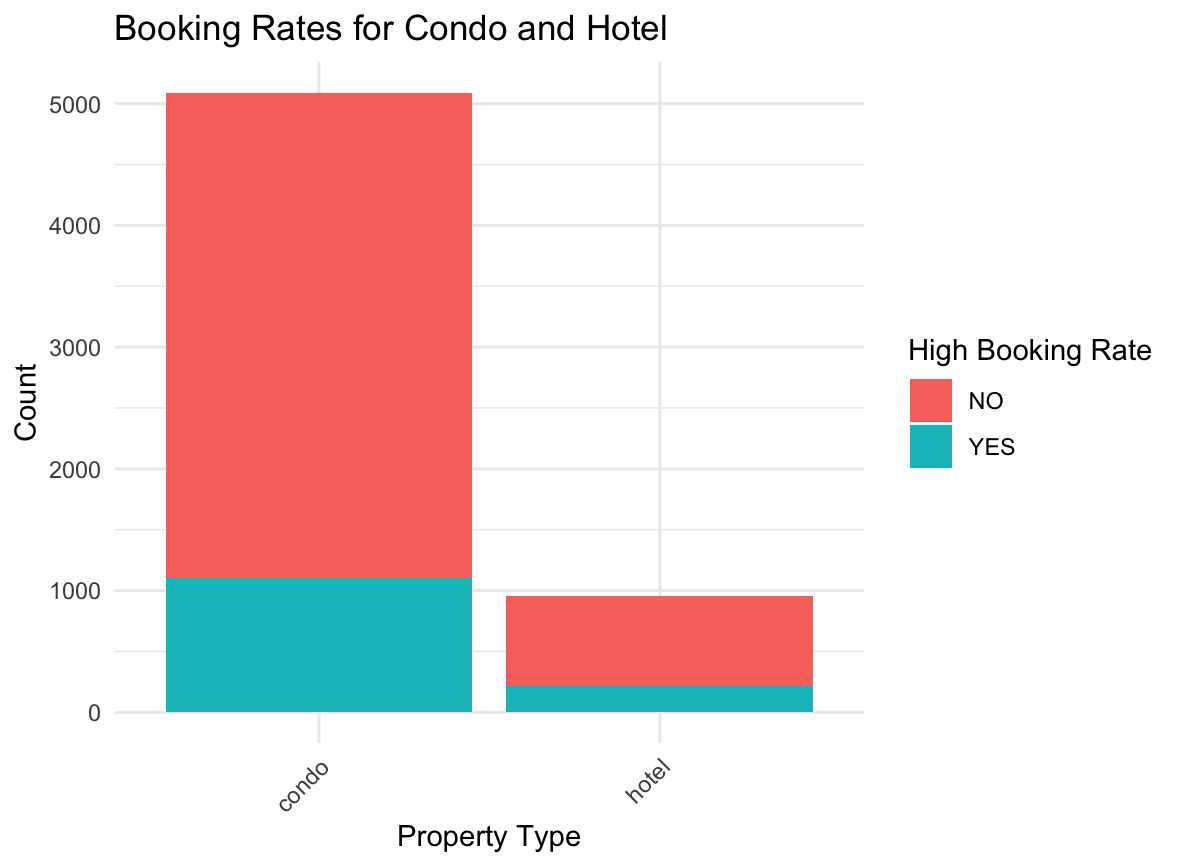 Booking Rates for Condo and Hotel
5000
4000
3000
2000
1000
0
Count
condo
hotel
Property Type
High Booking Rate
NO
YES